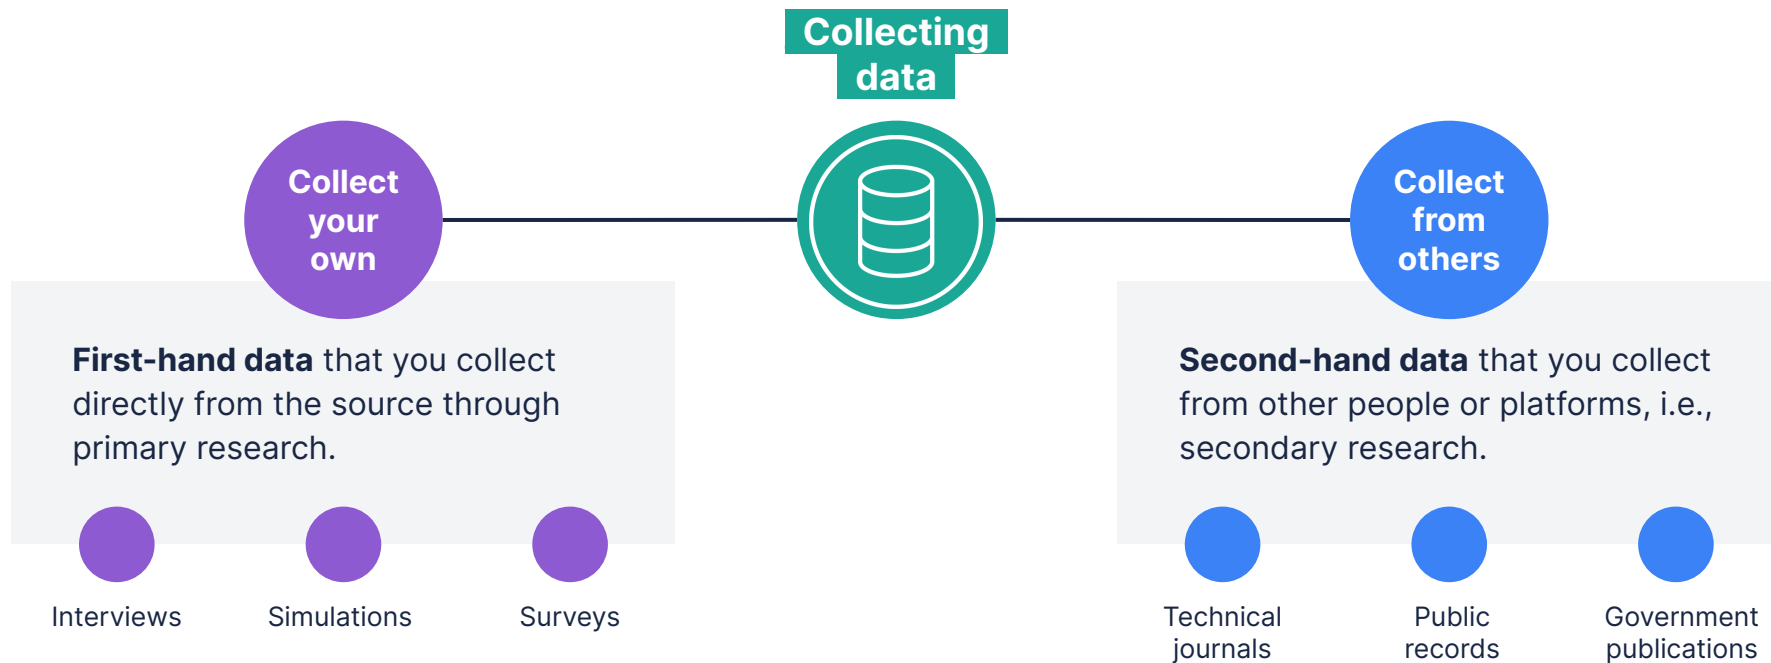 Collecting
data
Collect
your
own
First-hand data that you collect
directly from the source through
primary research.
Interviews
Simulations
Surveys
Collect
from
others
Second-hand data that you collect
from other people or platforms, i.e.,
secondary research.
Technical
journals
Public
records
Government
publications